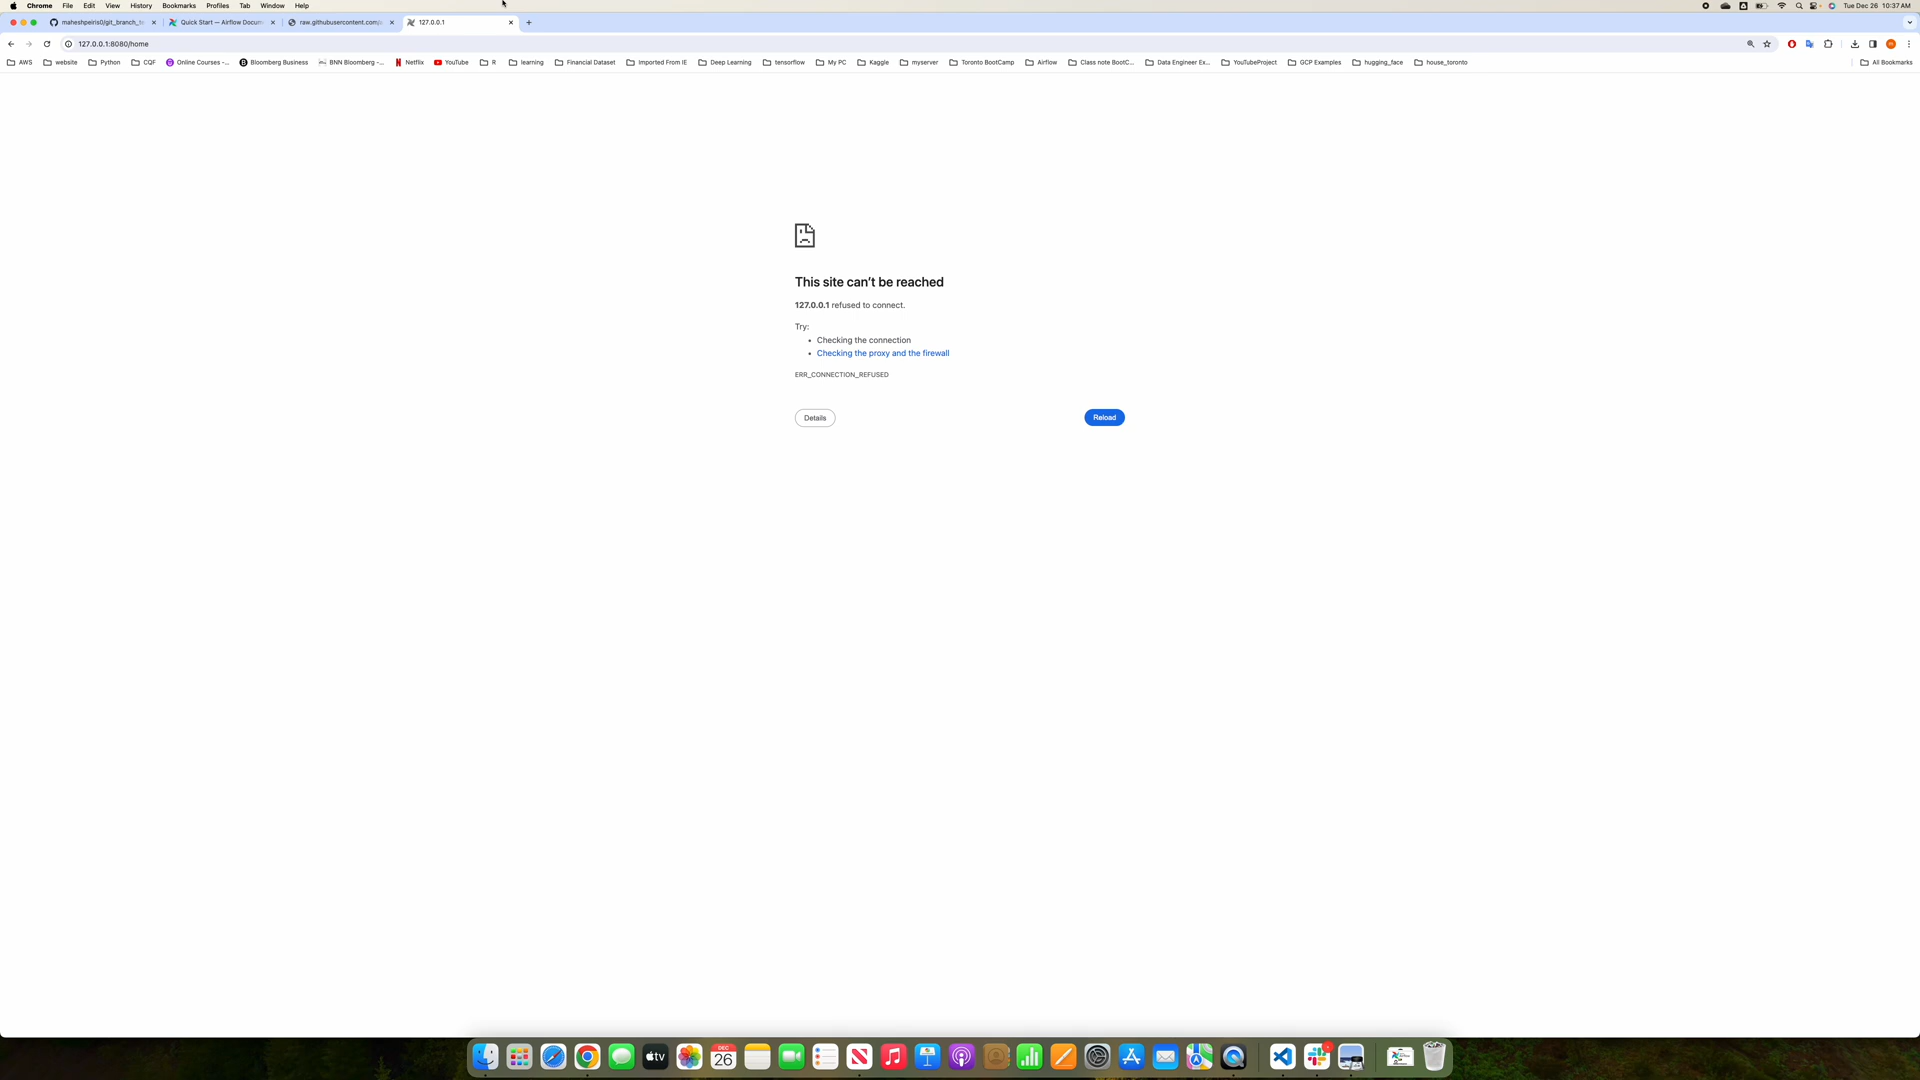 Chrome File Edit View History Bookmarks Profiles Tab Window Help Tue Dec 26 10:37 AM
maheshpeiris0/git_branch_te Quick Start — Airflow Docum raw.githubusercontent.com/a 127.0.0.1
127.0.0.1:8080/home
AWS website Python CQF Online Courses -... Bloomberg Business BNN Bloomberg -... Netflix YouTube R learning Financial Dataset Imported From IE Deep Learning tensorflow My PC Kaggle myserver Toronto BootCamp Airflow Class note BootC... Data Engineer Ex... YouTubeProject GCP Examples hugging_face house_toronto All Bookmarks
This site can’t be reached
127.0.0.1 refused to connect.
Try:
• Checking the connection
• Checking the proxy and the firewall
ERR_CONNECTION_REFUSED
Details Reload
tv DEC
26